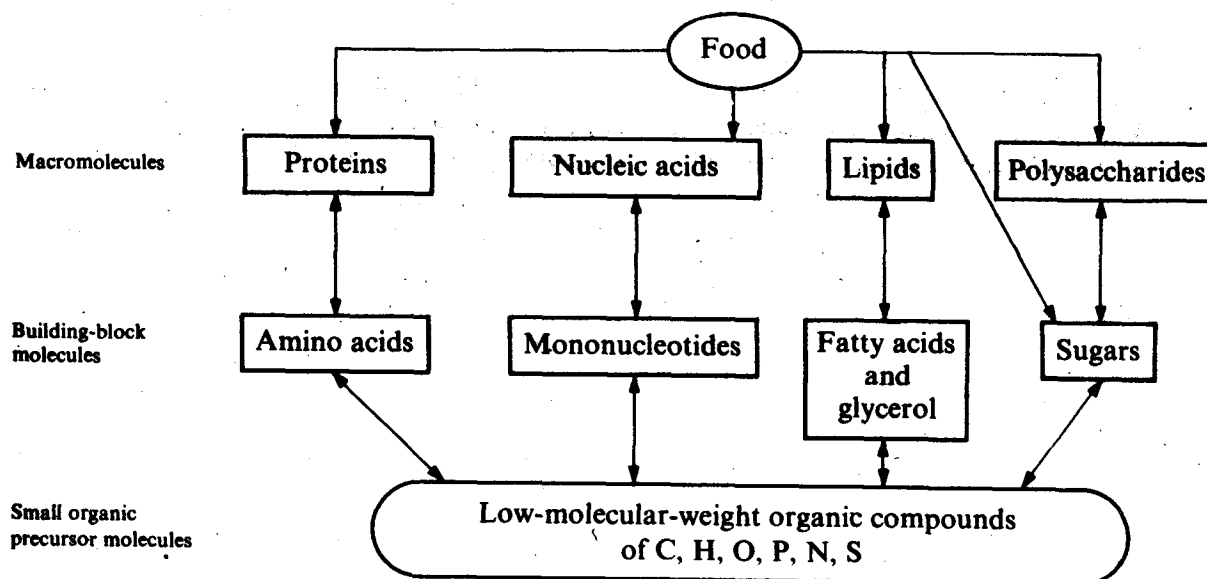 Food
Macromolecules
Proteins
Nucleic acids
Lipids
Polysaccharides
Building-block
molecules
Amino acids
Mononucleotides
Fatty acids
and
glycerol
Sugars
Small organic
precursor molecules
Low-molecular-weight organic compounds
of C, H, O, P, N, S